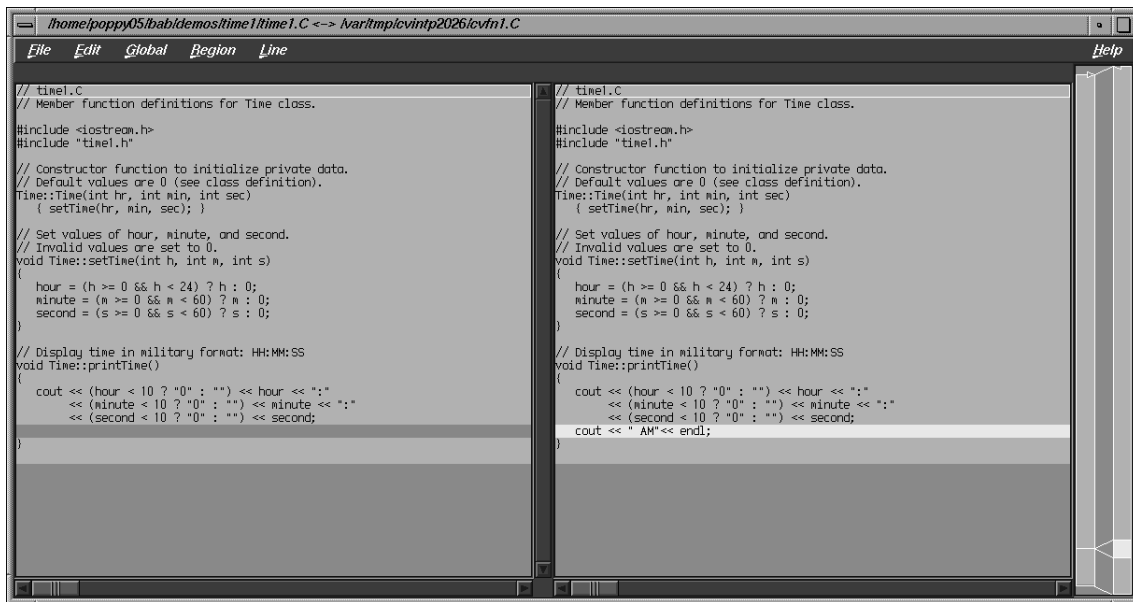 /home/poppy05/bab/demos/time1/time1.C <-> /var/tmp/cvintp2026/cvfn1.C
File Edit Global Region Line Help
// time1.C
// Member function definitions for Time class.
#include <iostream.h>
#include "time1.h"
// Constructor function to initialize private data.
// Default values are 0 (see class definition).
Time::Time(int hr, int min, int sec)
{ setTime(hr, min, sec); }
// Set values of hour, minute, and second.
// Invalid values are set to 0.
void Time::setTime(int h, int m, int s)
{
hour = (h >= 0 && h < 24) ? h : 0;
minute = (m >= 0 && m < 60) ? m : 0;
second = (s >= 0 && s < 60) ? s : 0;
}
// Display time in military format: HH:MM:SS
void Time::printTime()
{
cout << (hour < 10 ? "0" : "") << hour << ":"
<< (minute < 10 ? "0" : "") << minute << ":"
<< (second < 10 ? "0" : "") << second;
}
// time1.C
// Member function definitions for Time class.
#include <iostream.h>
#include "time1.h"
// Constructor function to initialize private data.
// Default values are 0 (see class definition).
Time::Time(int hr, int min, int sec)
{ setTime(hr, min, sec); }
// Set values of hour, minute, and second.
// Invalid values are set to 0.
void Time::setTime(int h, int m, int s)
{
hour = (h >= 0 && h < 24) ? h : 0;
minute = (m >= 0 && m < 60) ? m : 0;
second = (s >= 0 && s < 60) ? s : 0;
}
// Display time in military format: HH:MM:SS
void Time::printTime()
{
cout << (hour < 10 ? "0" : "") << hour << ":"
<< (minute < 10 ? "0" : "") << minute << ":"
<< (second < 10 ? "0" : "") << second;
cout << " AM"<< endl;
}